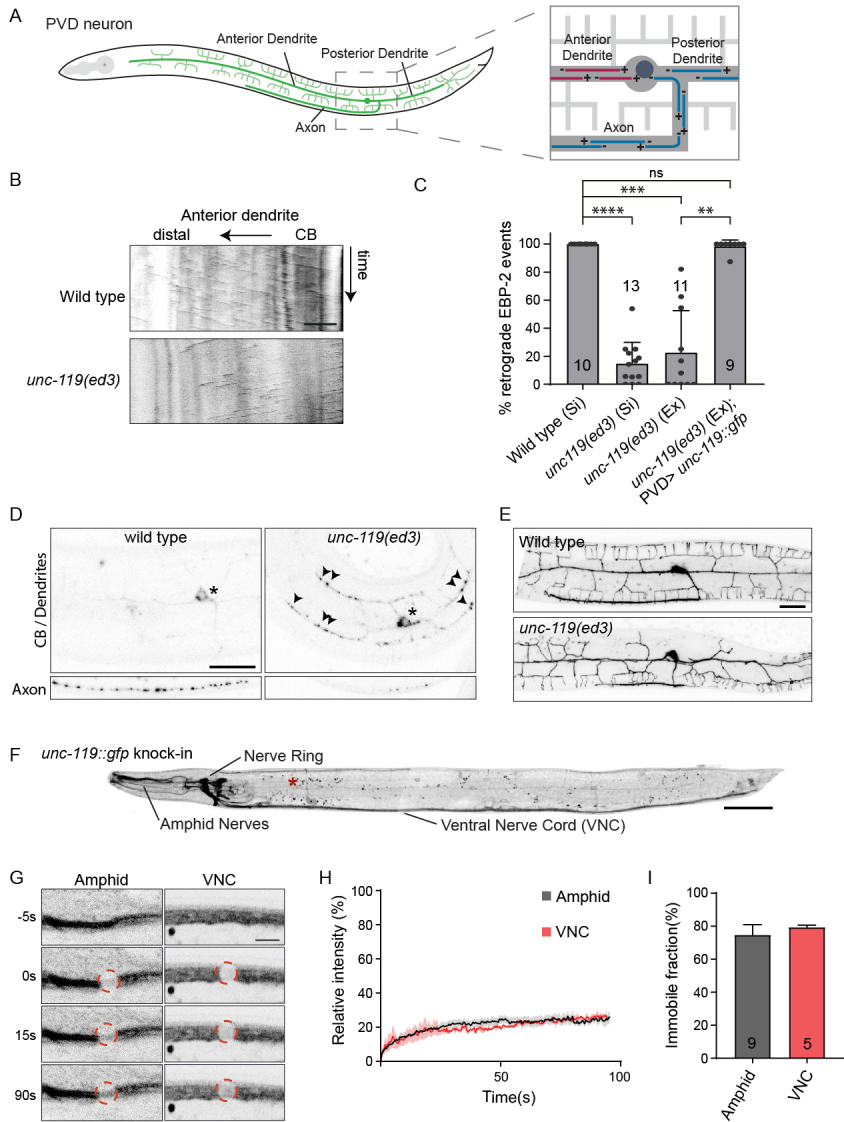 A
PVD neuron
Anterior Dendrite
Posterior Dendrite
Axon
Anterior
Dendrite
Posterior
Dendrite
- + - + - + - +
+
-
+
-
Axon
+ - + -
- +
B
Anterior dendrite
distal
CB
time
Wild type
unc-119(ed3)
C
ns
***
****
**
% retrograde EBP-2 events
100
80
60
40
20
0
10
13
11
9
Wild type (Si)
unc119(ed3) (Si)
unc-119(ed3) (Ex)
unc-119(ed3) (Ex);
PVD> unc-119::gfp
D
wild type
unc-119(ed3)
CB / Dendrites
*
*
Axon
E
Wild type
unc-119(ed3)
F
unc-119::gfp knock-in
Nerve Ring
*
Amphid Nerves
Ventral Nerve Cord (VNC)
G
Amphid
VNC
-5s
0s
15s
90s
H
Relative intensity (%)
100
80
60
40
20
0
50
100
Time(s)
Amphid
VNC
I
Immobile fraction(%)
100
80
60
40
20
0
9
5
Amphid
VNC